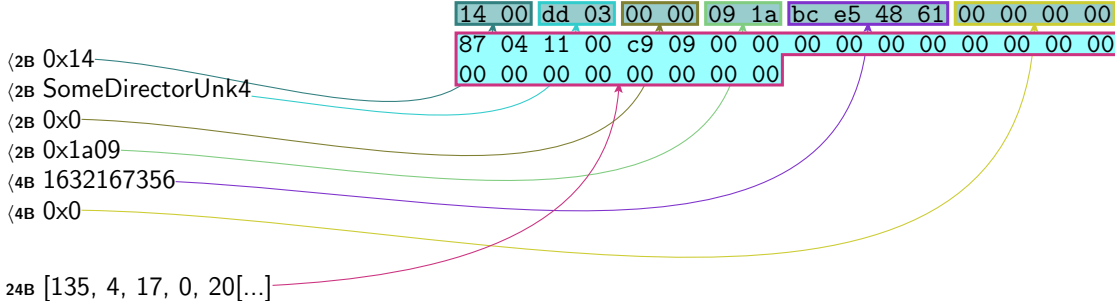 14 00 dd 03 00 00 09 1a bc e5 48 61 00 00 00 00
87 04 11 00 c9 09 00 00 00 00 00 00 00 00 00 00
00 00 00 00 00 00 00 00
⟨2B 0x14
⟨2B SomeDirectorUnk4
⟨2B 0x0
⟨2B 0x1a09
⟨4B 1632167356
⟨4B 0x0
24B [135, 4, 17, 0, 20[...]